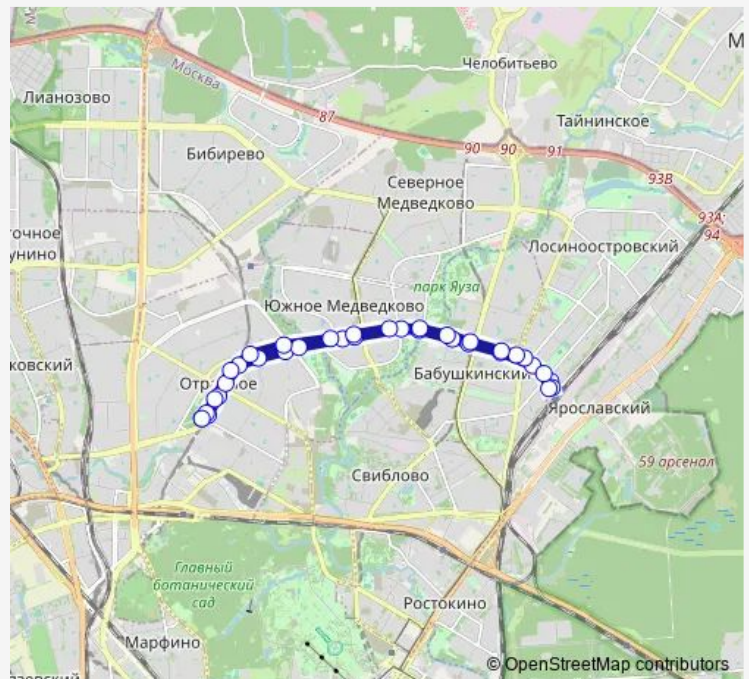 М
Челобитьево
Москва
Лианозово
87
Тайнинское
90
90
91
Бибирево
93В
Северное
Медведково
93А;
94
точное
унино
Лосиноостровский
парк Яуза
Южное Медведково
ковский
Отрадное
Бабушкинский
Ярославский
59 арсенал
Свиблово
Главный
ботанический
сад
Ростокино
Марфино
© OpenStreetMap contributors